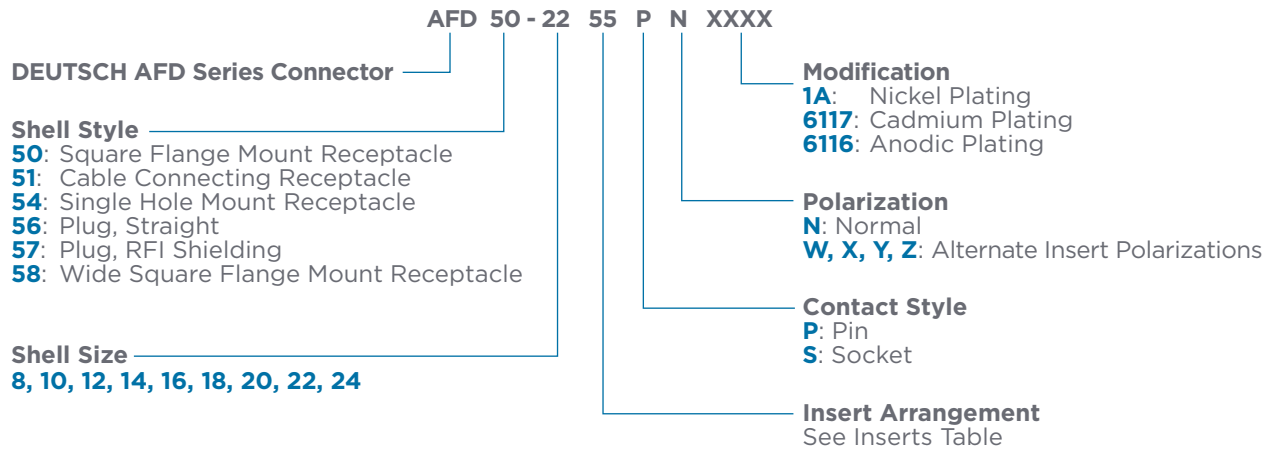 AFD 50 - 22 55 P N XXXX
DEUTSCH AFD Series Connector
Shell Style
50: Square Flange Mount Receptacle
51: Cable Connecting Receptacle
54: Single Hole Mount Receptacle
56: Plug, Straight
57: Plug, RFI Shielding
58: Wide Square Flange Mount Receptacle
Shell Size
8, 10, 12, 14, 16, 18, 20, 22, 24
Modification
1A: Nickel Plating
6117: Cadmium Plating
6116: Anodic Plating
Polarization
N: Normal
W, X, Y, Z: Alternate Insert Polarizations
Contact Style
P: Pin
S: Socket
Insert Arrangement
See Inserts Table